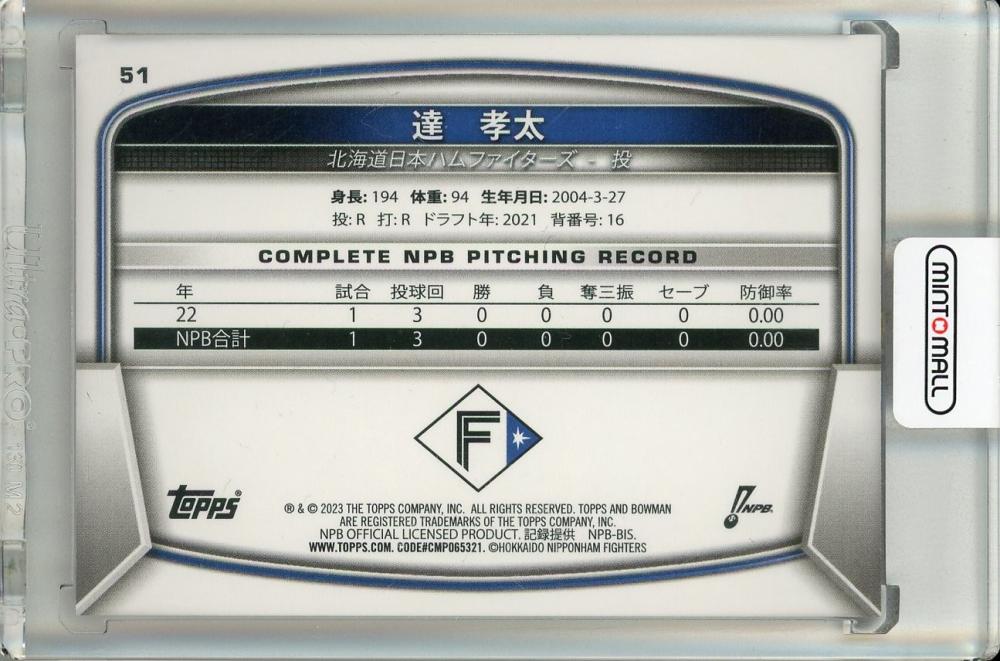 51
達 孝太
北海道日本ハムファイターズ - 投
身長: 194 体重: 94 生年月日: 2004-3-27
投: R 打: R ドラフト年: 2021 背番号: 16
COMPLETE NPB PITCHING RECORD
年 試合 投球回 勝 負 奪三振 セーブ 防御率
22 1 3 0 0 0 0 0.00
NPB合計 1 3 0 0 0 0 0.00
F
TOPPS®
NPB®
® & © 2023 THE TOPPS COMPANY, INC. ALL RIGHTS RESERVED. TOPPS AND BOWMAN
ARE REGISTERED TRADEMARKS OF THE TOPPS COMPANY, INC.
NPB OFFICIAL LICENSED PRODUCT. 記録提供 NPB-BIS.
WWW.TOPPS.COM. CODE#CMP065321. ©HOKKAIDO NIPPONHAM FIGHTERS
MINT MALL
Ultra·PRO® 130 M2